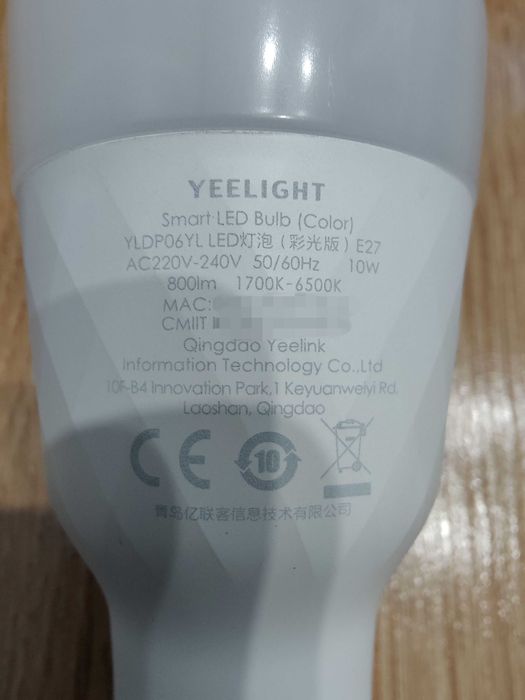 YEELIGHT
Smart LED Bulb (Color)
YLDP06YL LED灯泡（彩光版）E27
AC220V-240V 50/60Hz 10W
800lm 1700K-6500K
MAC:
CMIIT
Qingdao Yeelink
Information Technology Co.,Ltd
10F-B4 Innovation Park,1 Keyuanweiyi Rd.
Laoshan, Qingdao
CE 10
青岛亿联客信息技术有限公司